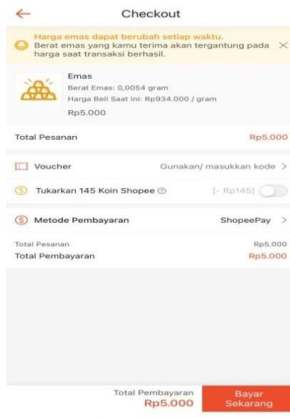 Checkout
Harga emas dapat berubah setiap waktu.
Berat emas yang kamu terima akan tergantung pada
harga saat transaksi berhasil.
Emas
Berat Emas: 0,0054 gram
Harga Beli Saat Ini: Rp934.000 / gram
Rp5.000
Total Pesanan Rp5.000
Voucher Gunakan/ masukkan kode >
Tukarkan 145 Koin Shopee [- Rp145]
Metode Pembayaran ShopeePay >
Total Pesanan Rp5.000
Total Pembayaran Rp5.000
Total Pembayaran
Rp5.000
Bayar
Sekarang